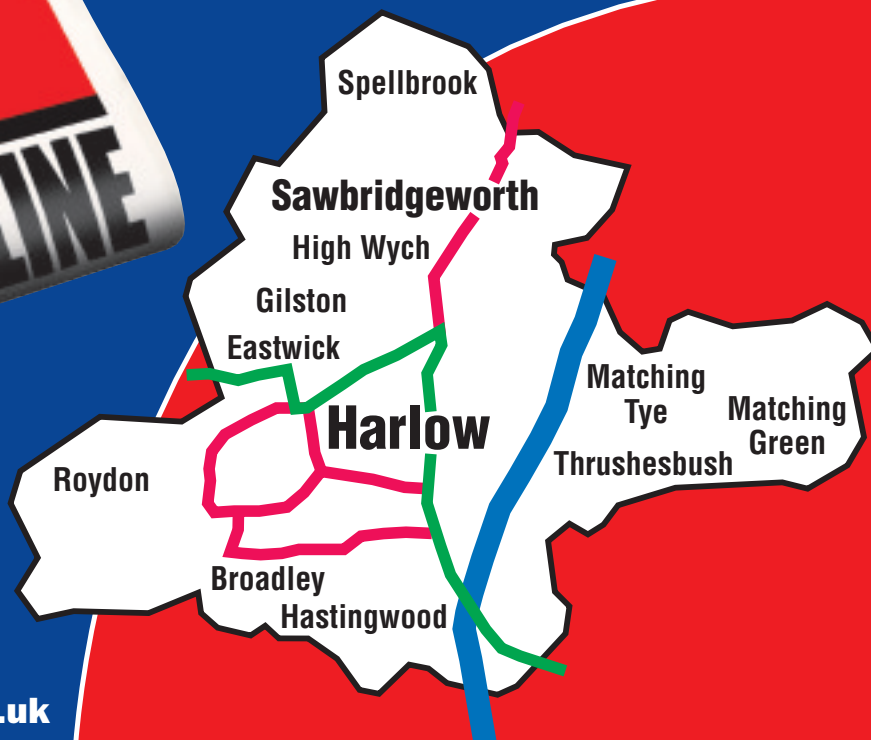 LINE
Spellbrook
Sawbridgeworth
High Wych
Gilston
Eastwick
Matching
Tye
Matching
Green
Harlow
Thrushesbush
Roydon
Broadley
Hastingwood
.uk